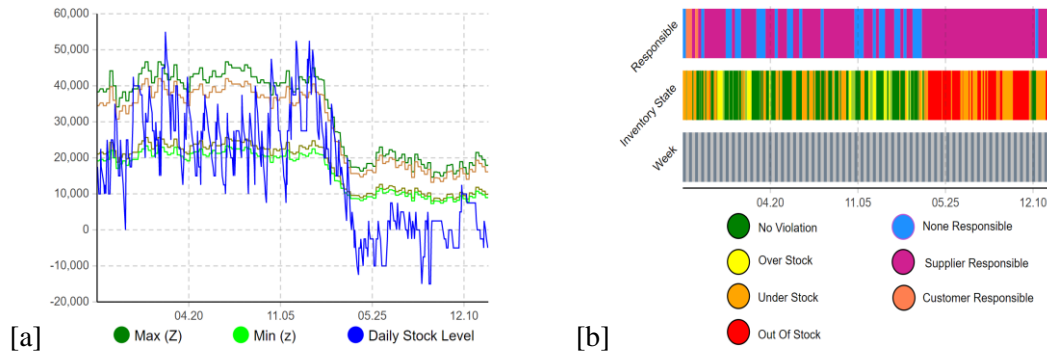 60,000
50,000
40,000
30,000
20,000
10,000
0
-10,000
-20,000
04.20 11.05 05.25 12.10
Max (Z) Min (z) Daily Stock Level
[a]
Responsible
Inventory State
Week
04.20 11.05 05.25 12.10
No Violation None Responsible
Over Stock Supplier Responsible
Under Stock Customer Responsible
Out Of Stock
[b]